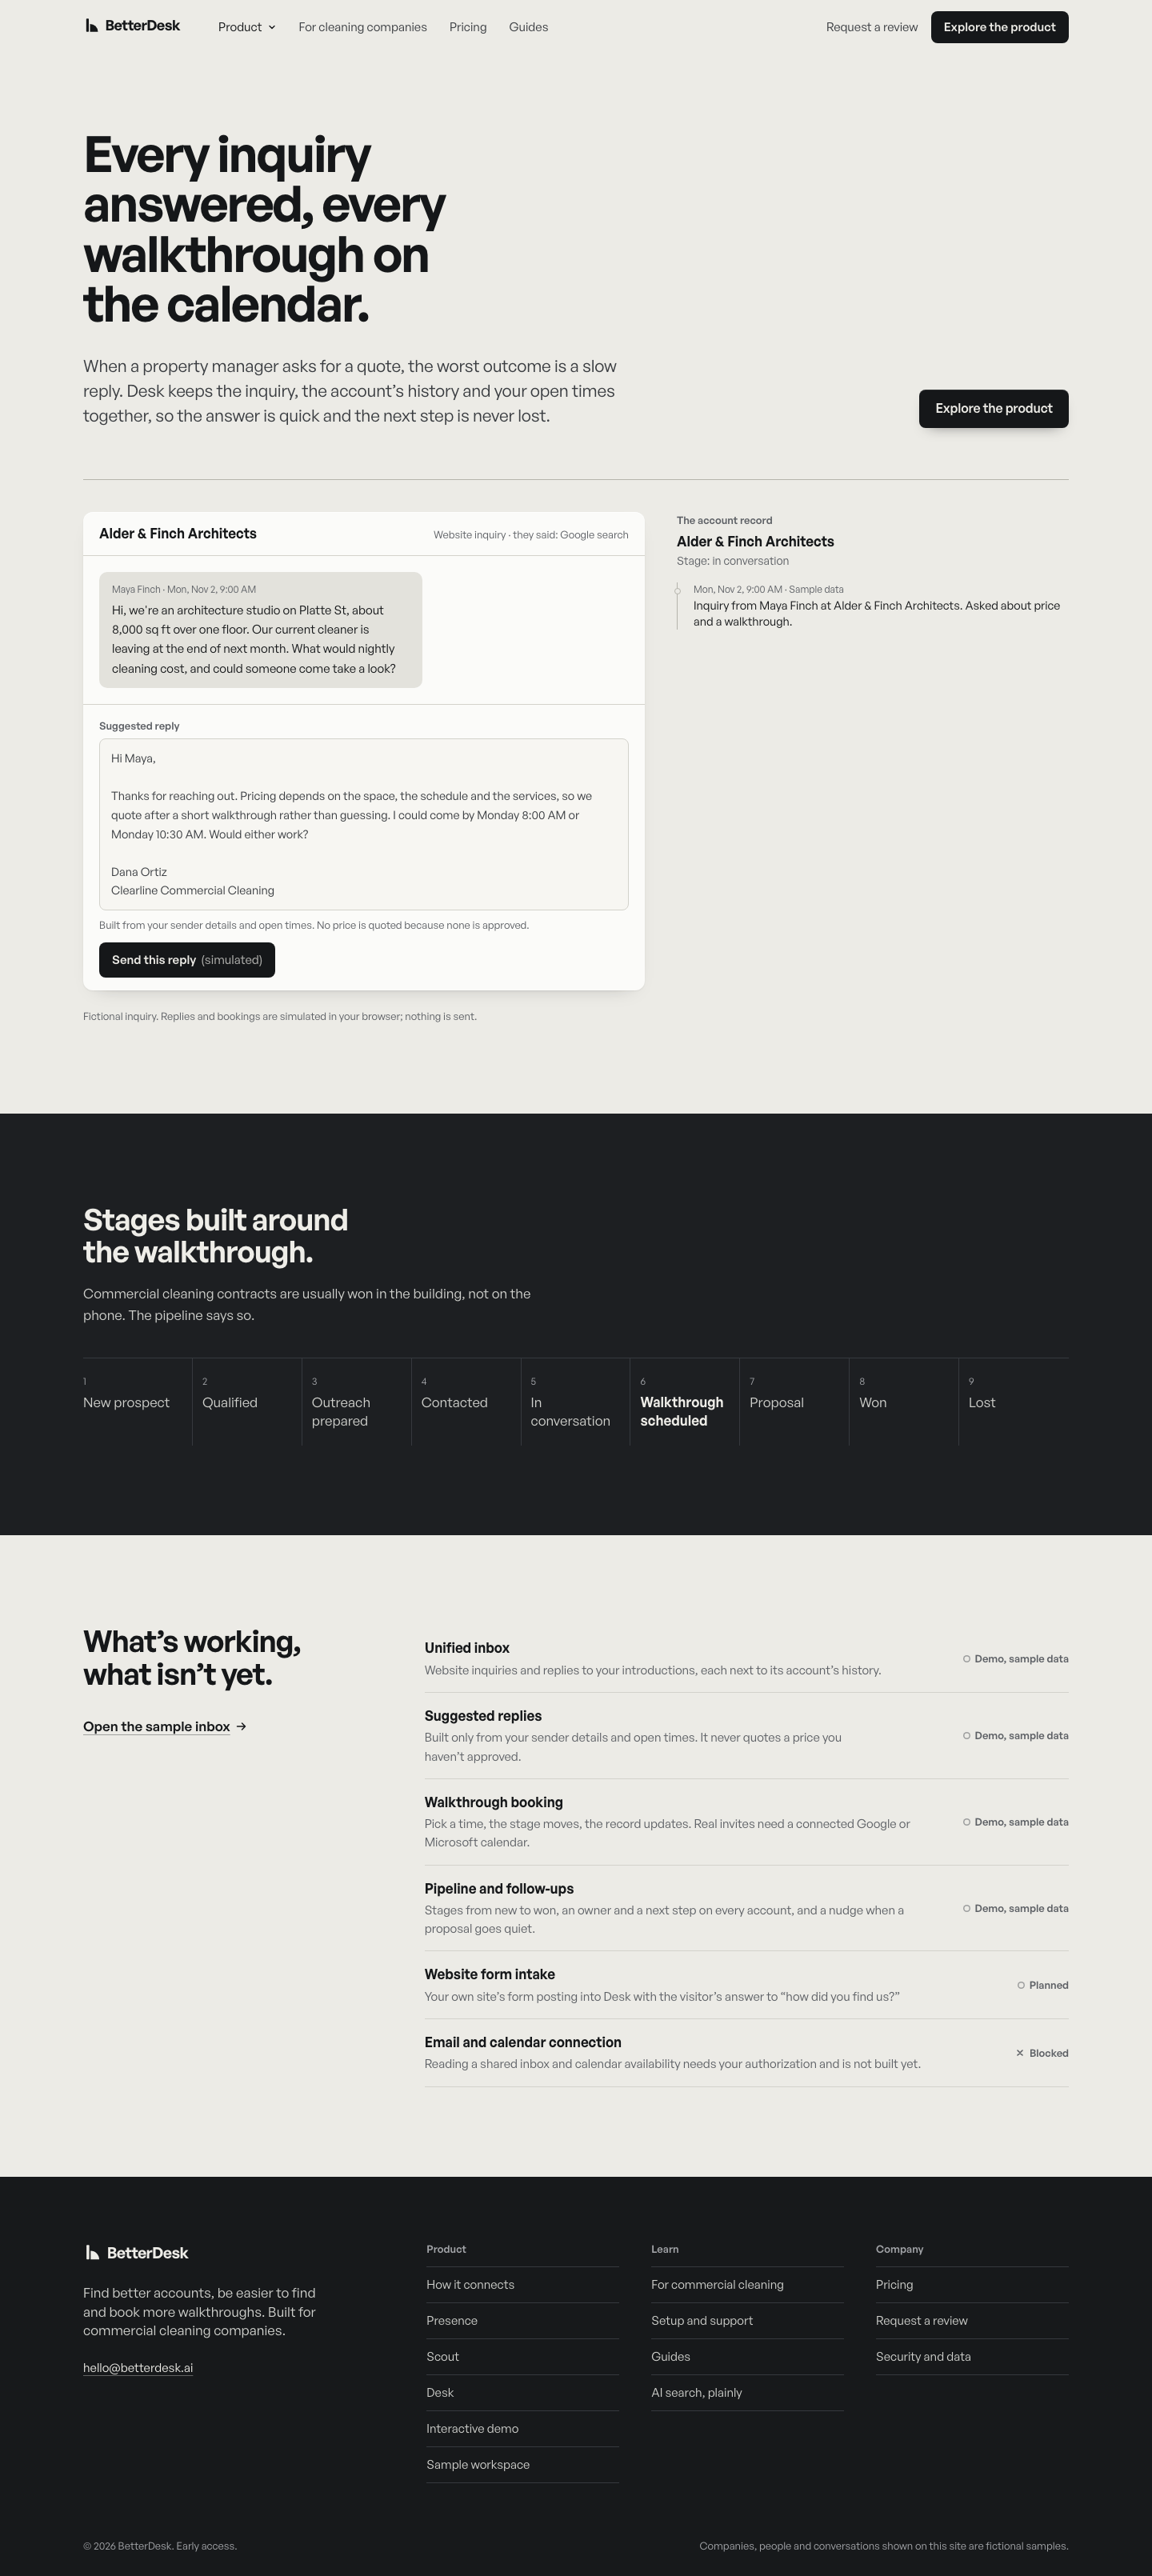 BetterDesk
Product
For cleaning companies
Pricing
Guides
Request a review
Explore the product
Every inquiry
answered, every
walkthrough on
the calendar.
When a property manager asks for a quote, the worst outcome is a slow
reply. Desk keeps the inquiry, the account’s history and your open times
together, so the answer is quick and the next step is never lost.
Explore the product
Alder & Finch Architects
Website inquiry · they said: Google search
Maya Finch · Mon, Nov 2, 9:00 AM
Hi, we're an architecture studio on Platte St, about
8,000 sq ft over one floor. Our current cleaner is
leaving at the end of next month. What would nightly
cleaning cost, and could someone come take a look?
Suggested reply
Hi Maya,
Thanks for reaching out. Pricing depends on the space, the schedule and the services, so we
quote after a short walkthrough rather than guessing. I could come by Monday 8:00 AM or
Monday 10:30 AM. Would either work?
Dana Ortiz
Clearline Commercial Cleaning
Built from your sender details and open times. No price is quoted because none is approved.
Send this reply (simulated)
Fictional inquiry. Replies and bookings are simulated in your browser; nothing is sent.
The account record
Alder & Finch Architects
Stage: in conversation
Mon, Nov 2, 9:00 AM · Sample data
Inquiry from Maya Finch at Alder & Finch Architects. Asked about price
and a walkthrough.
Stages built around
the walkthrough.
Commercial cleaning contracts are usually won in the building, not on the
phone. The pipeline says so.
1
New prospect
2
Qualified
3
Outreach
prepared
4
Contacted
5
In
conversation
6
Walkthrough
scheduled
7
Proposal
8
Won
9
Lost
What’s working,
what isn’t yet.
Open the sample inbox →
Unified inbox
Website inquiries and replies to your introductions, each next to its account’s history.
Demo, sample data
Suggested replies
Built only from your sender details and open times. It never quotes a price you
haven’t approved.
Demo, sample data
Walkthrough booking
Pick a time, the stage moves, the record updates. Real invites need a connected Google or
Microsoft calendar.
Demo, sample data
Pipeline and follow-ups
Stages from new to won, an owner and a next step on every account, and a nudge when a
proposal goes quiet.
Demo, sample data
Website form intake
Your own site’s form posting into Desk with the visitor’s answer to “how did you find us?”
Planned
Email and calendar connection
Reading a shared inbox and calendar availability needs your authorization and is not built yet.
Blocked
BetterDesk
Find better accounts, be easier to find
and book more walkthroughs. Built for
commercial cleaning companies.
hello@betterdesk.ai
Product
How it connects
Presence
Scout
Desk
Interactive demo
Sample workspace
Learn
For commercial cleaning
Setup and support
Guides
AI search, plainly
Company
Pricing
Request a review
Security and data
© 2026 BetterDesk. Early access.
Companies, people and conversations shown on this site are fictional samples.